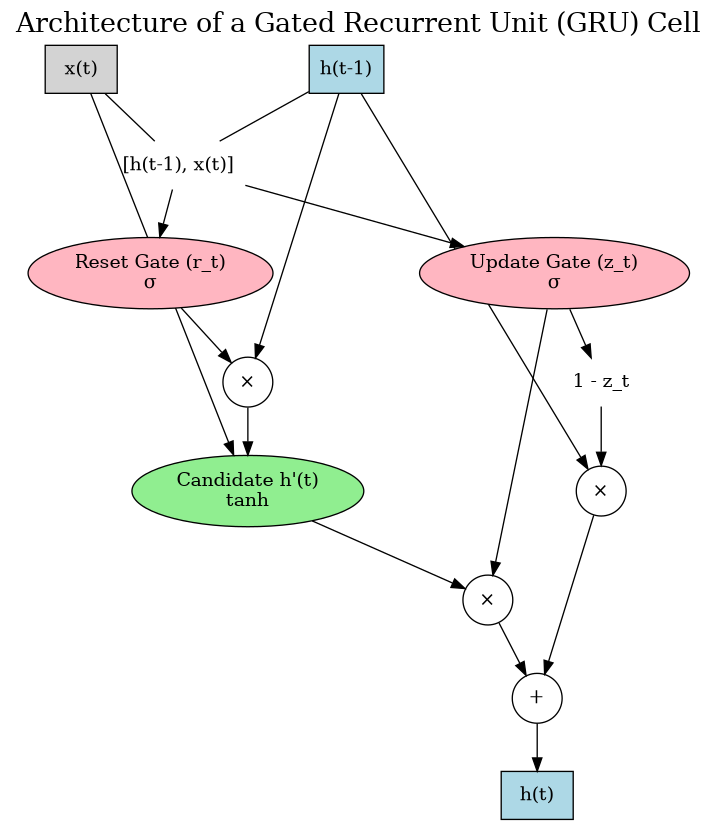 Architecture of a Gated Recurrent Unit (GRU) Cell
x(t)
h(t-1)
[h(t-1), x(t)]
Reset Gate (r_t)
σ
Update Gate (z_t)
σ
×
1 - z_t
Candidate h'(t)
tanh
×
×
+
h(t)